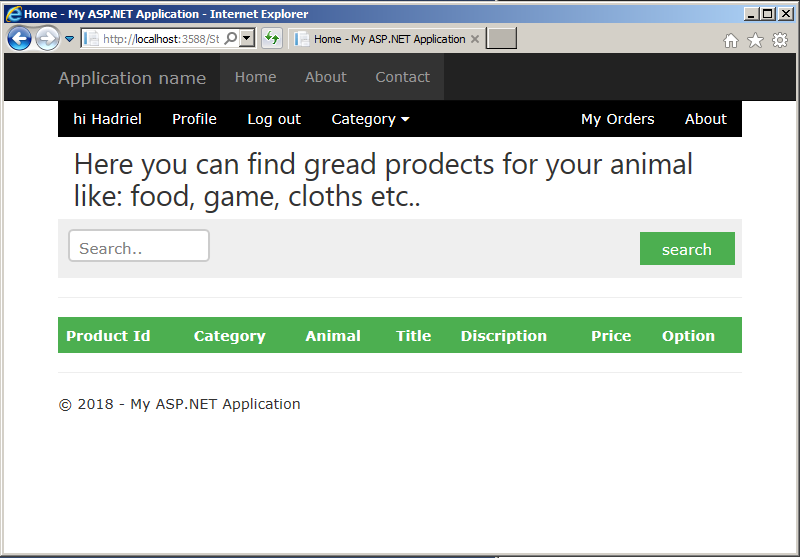 Home - My ASP.NET Application - Internet Explorer
http://localhost:3588/St
Home - My ASP.NET Application
Application name Home About Contact
hi Hadriel Profile Log out Category My Orders About
Here you can find gread prodects for your animal
like: food, game, cloths etc..
Search.. search
Product Id Category Animal Title Discription Price Option
© 2018 - My ASP.NET Application